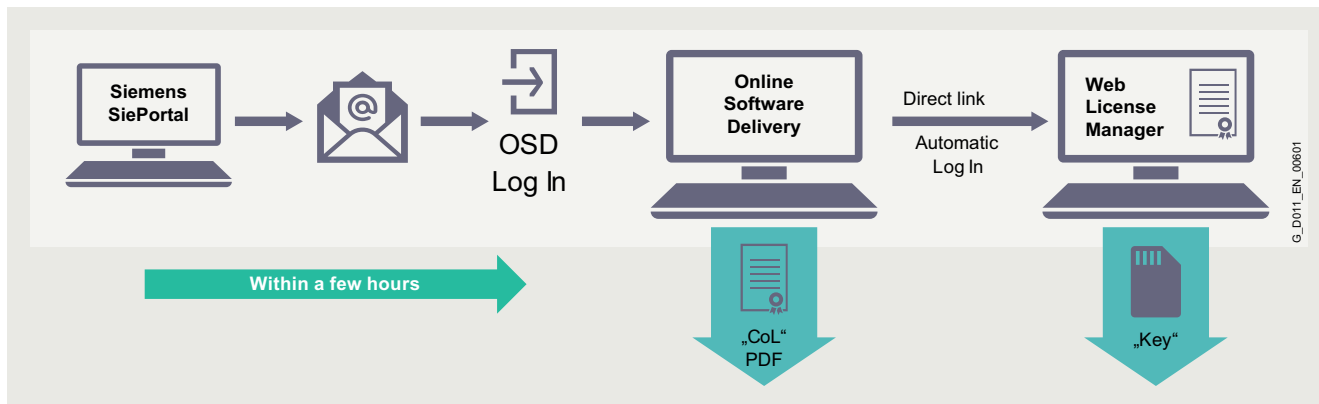 Siemens
SiePortal
@
OSD
Log In
Online
Software
Delivery
Direct link
Automatic
Log In
Web
License
Manager
G_D011_EN_00601
Within a few hours
„CoL“
PDF
„Key“